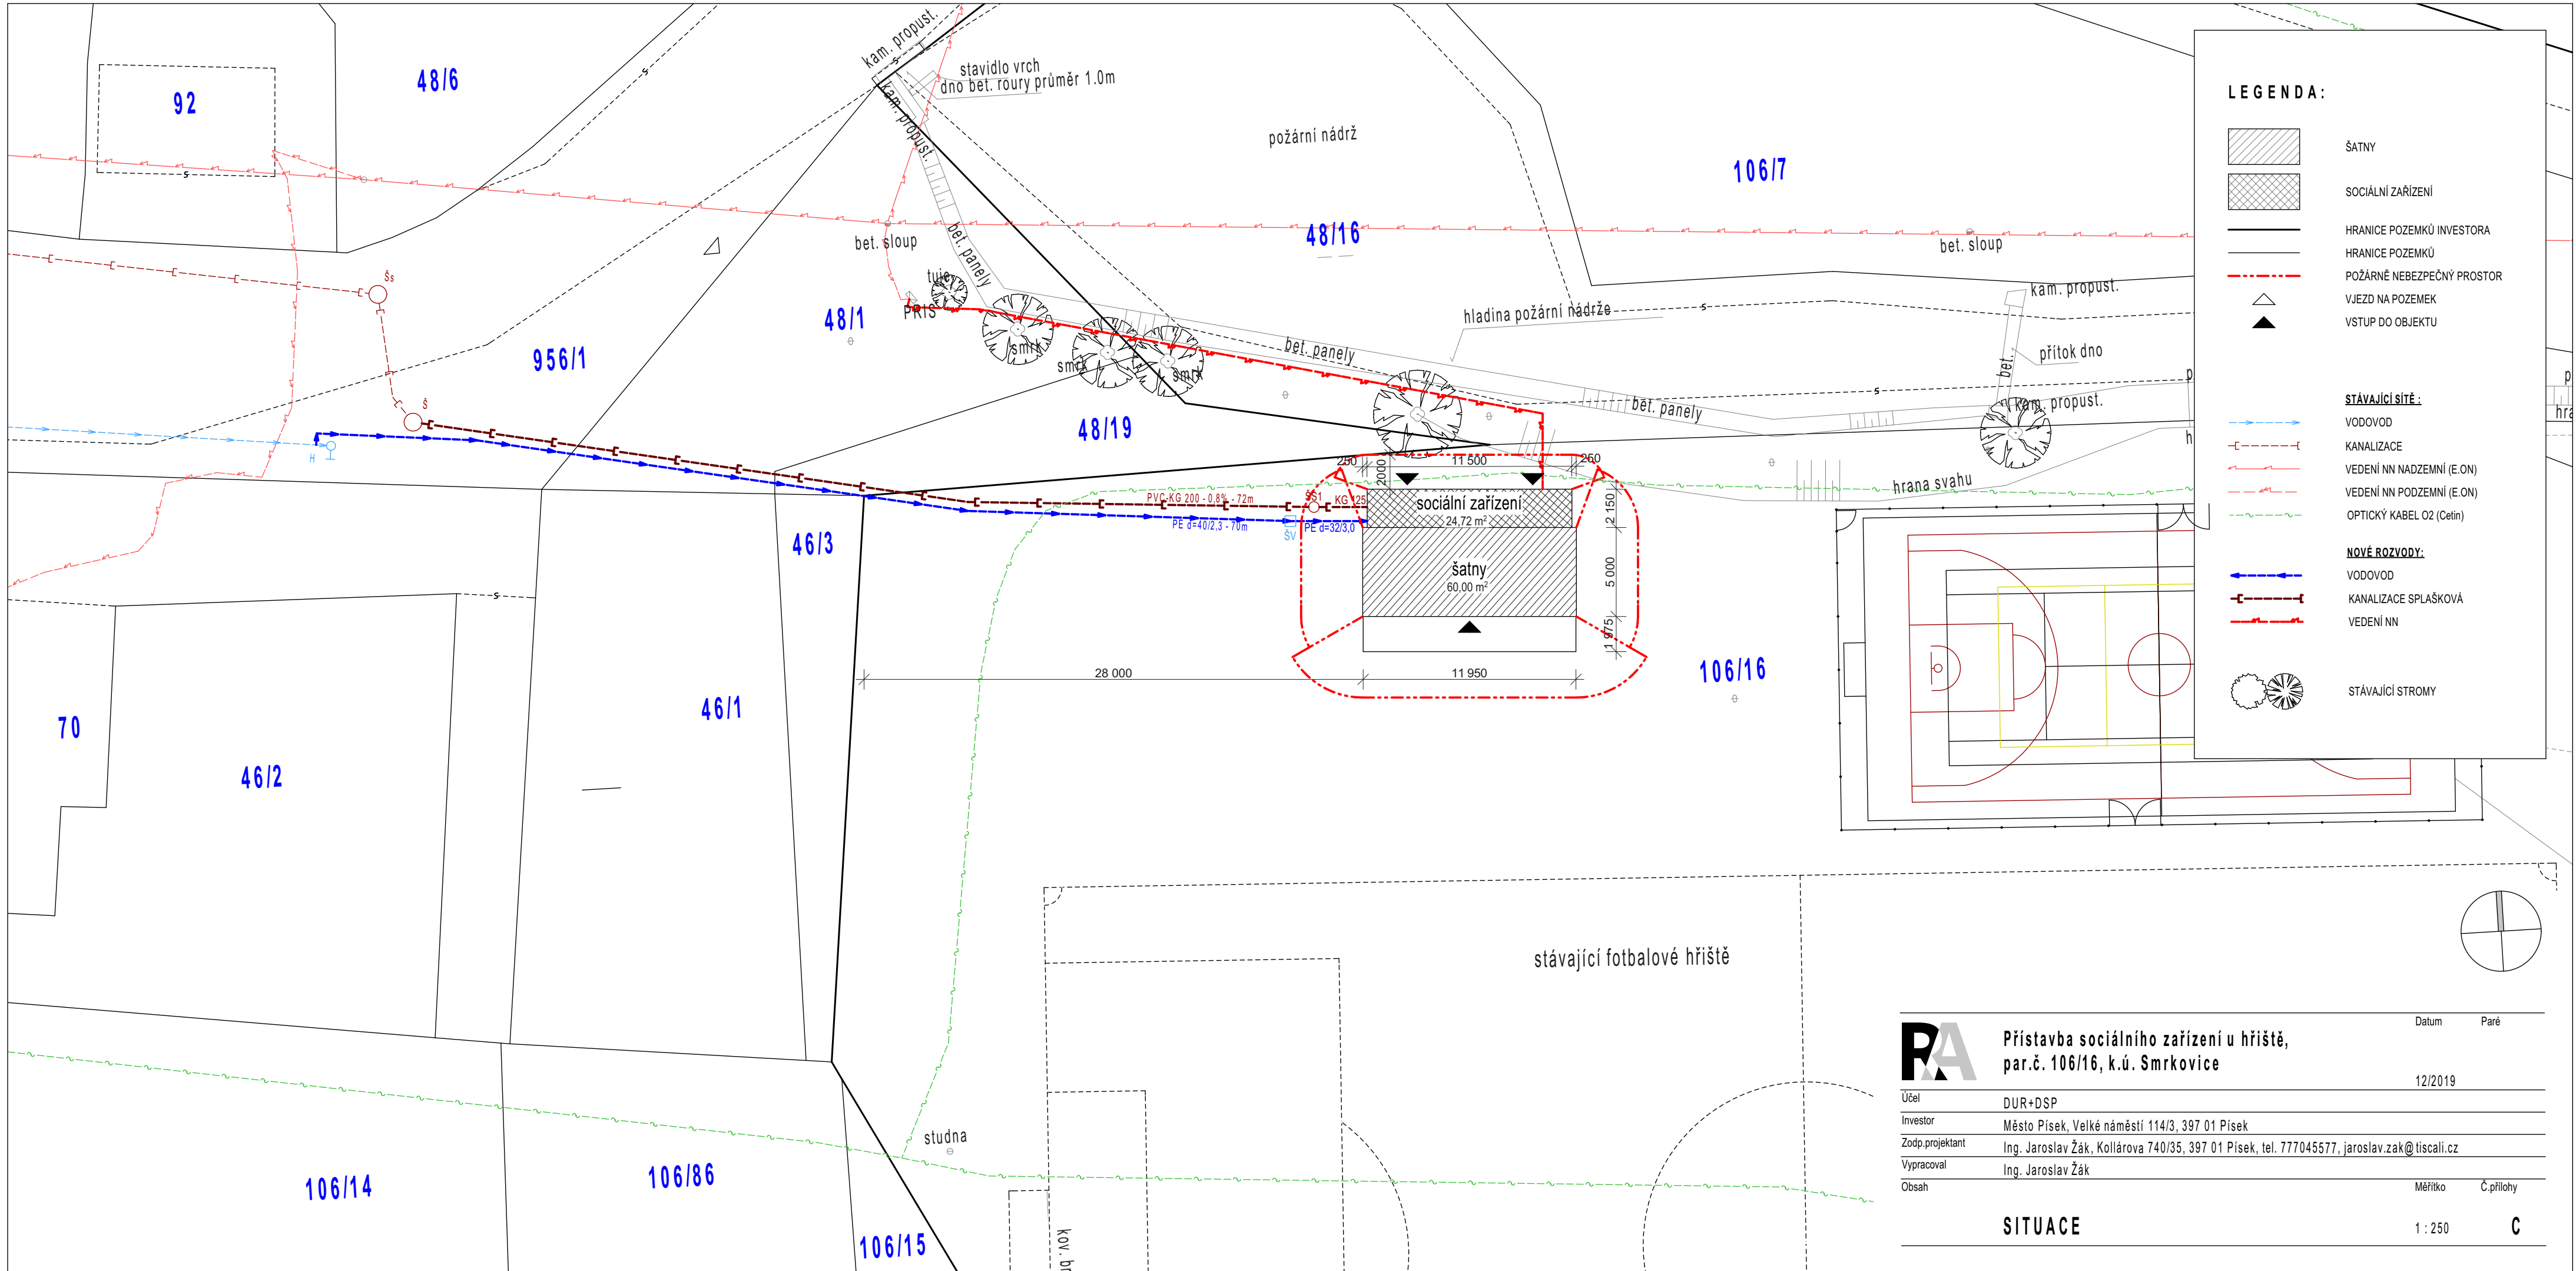 92
48/6
kam. propust.
s
s
stavidlo vrch
dno bet. roury průměr 1.0m
kam. propust.
požární nádrž
106/7
48/16
s
bet. sloup
bet. panely
bet. sloup
tuje
PRIS
48/1
956/1
Šs
Š
H
smrk
smrk
smrk
48/19
bet. panely
hladina požární nádrže
s
kam. propust.
přítok dno
bet.
kam. propust.
s
bet. panely
hrana svahu
p
h
p
hra
250
11 500
250
2000
2 150
5 000
1 975
PVC-KG 200 - 0.8% - 72m
ŠS1
KG 125
PE d=40/2,3 - 70m
ŠV
PE d=32/3,0
sociální zařízení
24,72 m²
šatny
60,00 m²
28 000
11 950
46/3
46/1
46/2
70
s
106/16
106/14
106/86
106/15
studna
kov. br
stávající fotbalové hřiště
LEGENDA:
ŠATNY
SOCIÁLNÍ ZAŘÍZENÍ
HRANICE POZEMKŮ INVESTORA
HRANICE POZEMKŮ
POŽÁRNĚ NEBEZPEČNÝ PROSTOR
VJEZD NA POZEMEK
VSTUP DO OBJEKTU
STÁVAJÍCÍ SÍTĚ :
VODOVOD
KANALIZACE
VEDENÍ NN NADZEMNÍ (E.ON)
VEDENÍ NN PODZEMNÍ (E.ON)
OPTICKÝ KABEL O2 (Cetin)
NOVÉ ROZVODY:
VODOVOD
KANALIZACE SPLAŠKOVÁ
VEDENÍ NN
STÁVAJÍCÍ STROMY
RA
Přístavba sociálního zařízení u hřiště,
par.č. 106/16, k.ú. Smrkovice
Datum Paré
12/2019
Účel DUR+DSP
Investor Město Písek, Velké náměstí 114/3, 397 01 Písek
Zodp.projektant Ing. Jaroslav Žák, Kollárova 740/35, 397 01 Písek, tel. 777045577, jaroslav.zak@tiscali.cz
Vypracoval Ing. Jaroslav Žák
Obsah Měřítko Č.přílohy
SITUACE 1 : 250 C